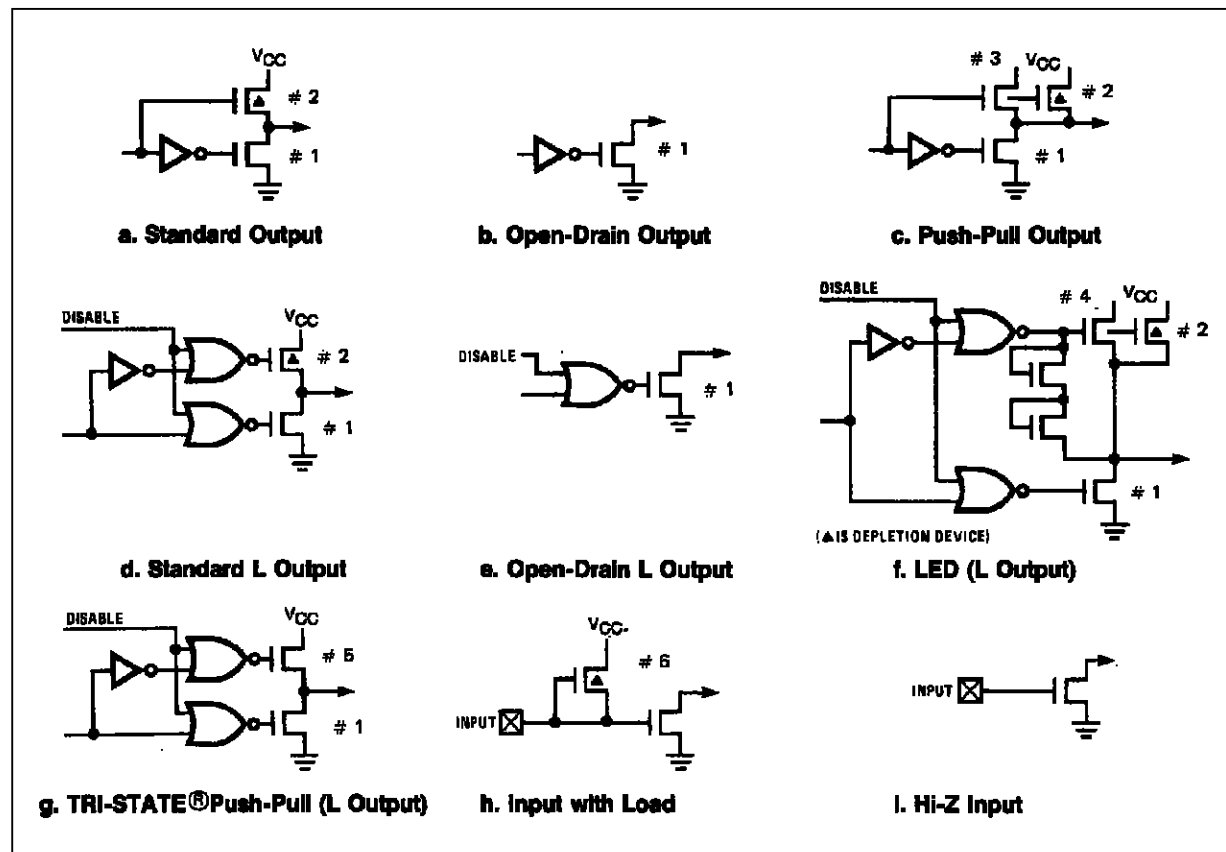 VCC
# 2
# 1
a. Standard Output
# 1
b. Open-Drain Output
# 3 VCC
# 2
# 1
c. Push-Pull Output
DISABLE
VCC
# 2
# 1
d. Standard L Output
DISABLE
# 1
e. Open-Drain L Output
DISABLE
# 4 VCC
# 2
# 1
(▲IS DEPLETION DEVICE)
f. LED (L Output)
DISABLE
VCC
# 5
# 1
g. TRI-STATE® Push-Pull (L Output)
VCC
# 6
INPUT
h. Input with Load
INPUT
i. Hi-Z Input